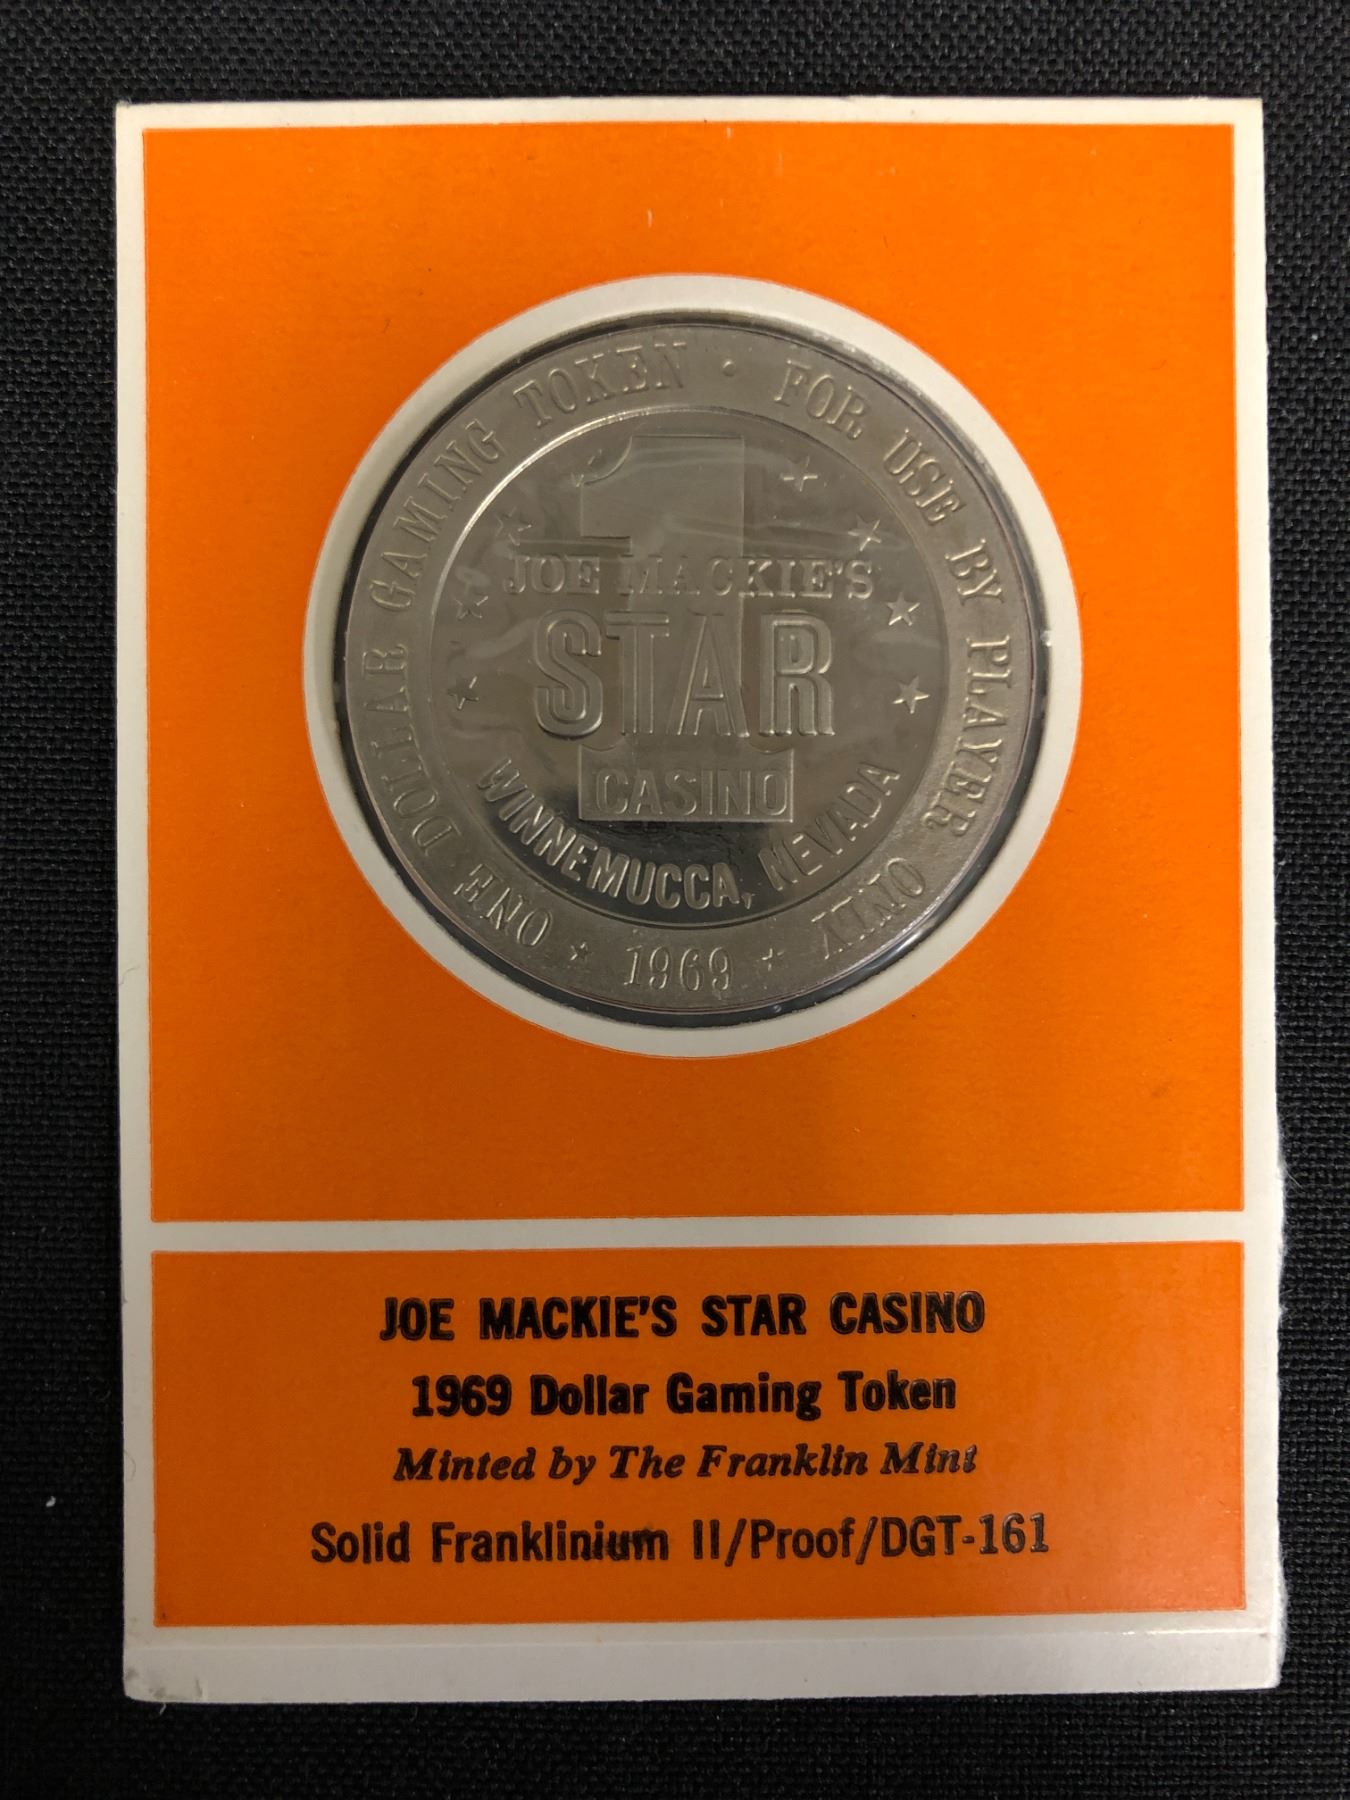 ONE DOLLAR GAMING TOKEN · FOR USE BY PLAYER ONLY
1
JOE MACKIE'S
STAR
CASINO
WINNEMUCCA, NEVADA
1969
JOE MACKIE'S STAR CASINO
1969 Dollar Gaming Token
Minted by The Franklin Mint
Solid Franklinium II/Proof/DGT-161